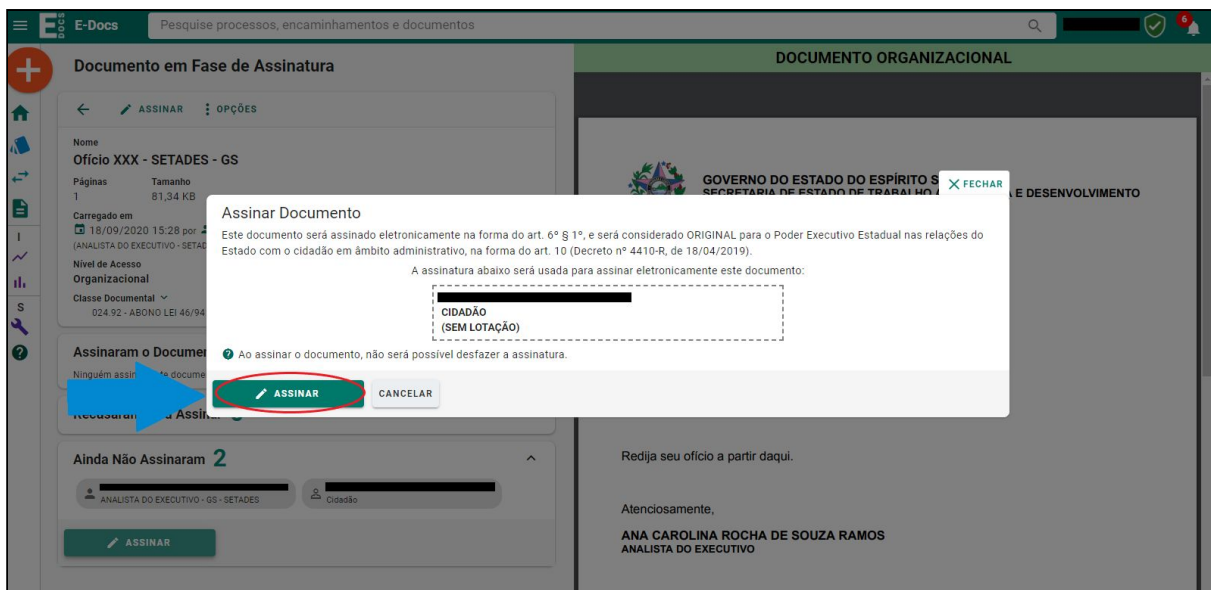 E DOCS E-Docs
Pesquise processos, encaminhamentos e documentos
6
Documento em Fase de Assinatura
ASSINAR OPÇÕES
Nome
Ofício XXX - SETADES - GS
Páginas Tamanho
1 81,34 KB
Carregado em
18/09/2020 15:28 por
(ANALISTA DO EXECUTIVO - SETAD
Nível de Acesso
Organizacional
Classe Documental
024.92 - ABONO LEI 46/94
Assinaram o Documen
Ninguém assin te docume
Recusaram a Assin
Ainda Não Assinaram 2
ANALISTA DO EXECUTIVO - GS - SETADES
Cidadão
ASSINAR
I
S
DOCUMENTO ORGANIZACIONAL
GOVERNO DO ESTADO DO ESPÍRITO S
SECRETARIA DE ESTADO DE TRABALHO E DESENVOLVIMENTO
FECHAR
Assinar Documento
Este documento será assinado eletronicamente na forma do art. 6º § 1º, e será considerado ORIGINAL para o Poder Executivo Estadual nas relações do
Estado com o cidadão em âmbito administrativo, na forma do art. 10 (Decreto nº 4410-R, de 18/04/2019).
A assinatura abaixo será usada para assinar eletronicamente este documento:
CIDADÃO
(SEM LOTAÇÃO)
Ao assinar o documento, não será possível desfazer a assinatura.
ASSINAR
CANCELAR
Redija seu ofício a partir daqui.
Atenciosamente,
ANA CAROLINA ROCHA DE SOUZA RAMOS
ANALISTA DO EXECUTIVO